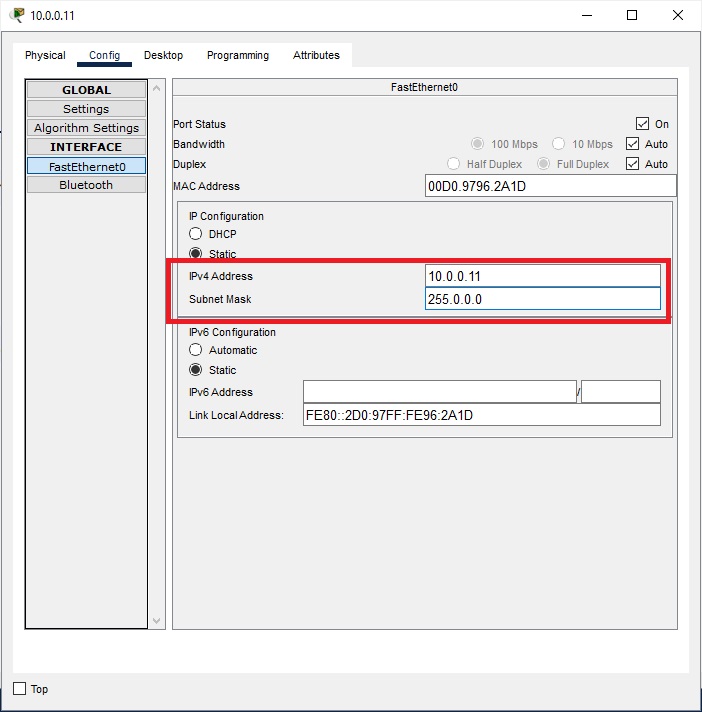 10.0.0.11
Physical Config Desktop Programming Attributes
GLOBAL
Settings
Algorithm Settings
INTERFACE
FastEthernet0
Bluetooth
FastEthernet0
Port Status On
Bandwidth 100 Mbps 10 Mbps Auto
Duplex Half Duplex Full Duplex Auto
MAC Address 00D0.9796.2A1D
IP Configuration
DHCP
Static
IPv4 Address 10.0.0.11
Subnet Mask 255.0.0.0
IPv6 Configuration
Automatic
Static
IPv6 Address /
Link Local Address: FE80::2D0:97FF:FE96:2A1D
Top